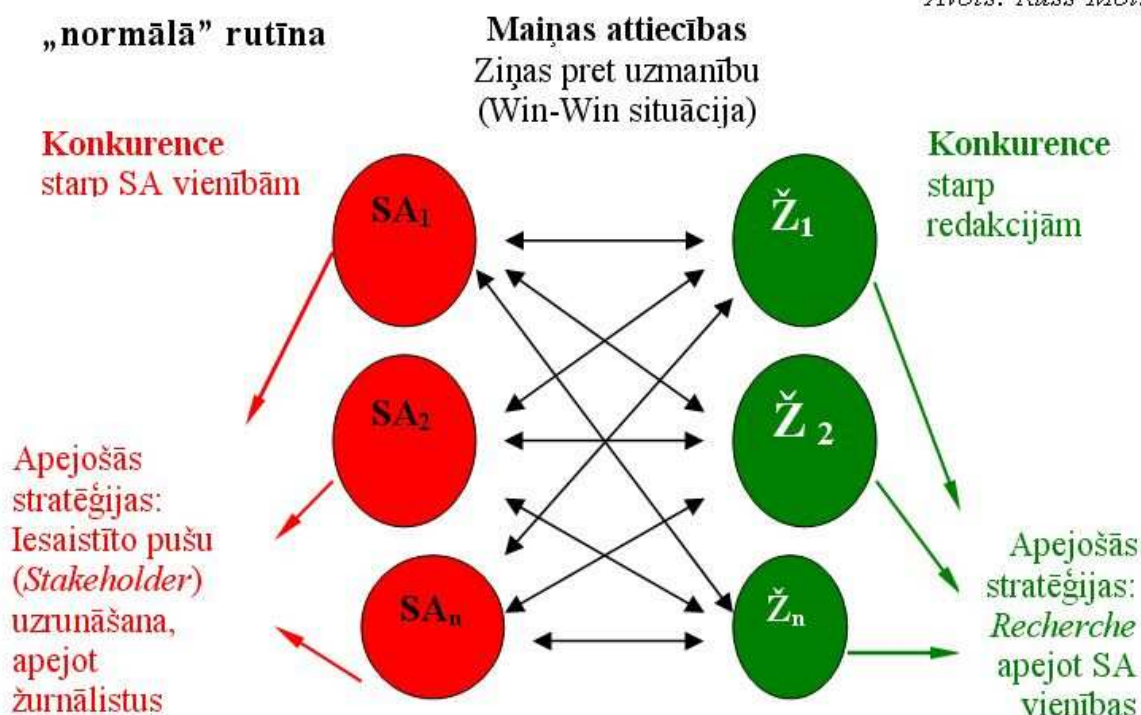 „normālā” rutīna
Maiņas attiecības
Ziņas pret uzmanību
(Win-Win situācija)
Konkurence
starp SA vienībām
Konkurence
starp
redakcijām
SA₁
Ž₁
SA₂
Ž ₂
SAₙ
Žₙ
Apejošās
stratēģijas:
Iesaistīto pušu
(Stakeholder)
uzrunāšana,
apejot
žurnālistus
Apejošās
stratēģijas:
Recherche
apejot SA
vienības